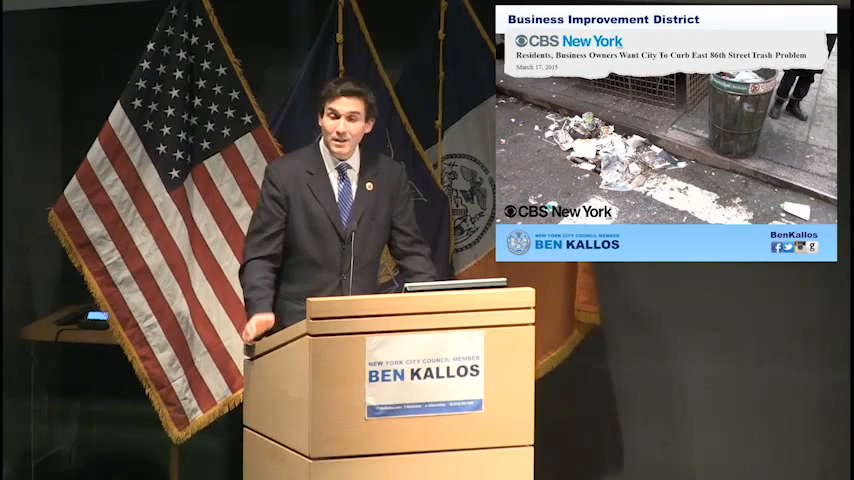 Business Improvement District
CBS New York
Residents, Business Owners Want City To Curb East 86th Street Trash Problem
March 17, 2015
CBS New York
NEW YORK CITY COUNCIL MEMBER
BEN KALLOS
BenKallos
NEW YORK CITY COUNCIL MEMBER
BEN KALLOS